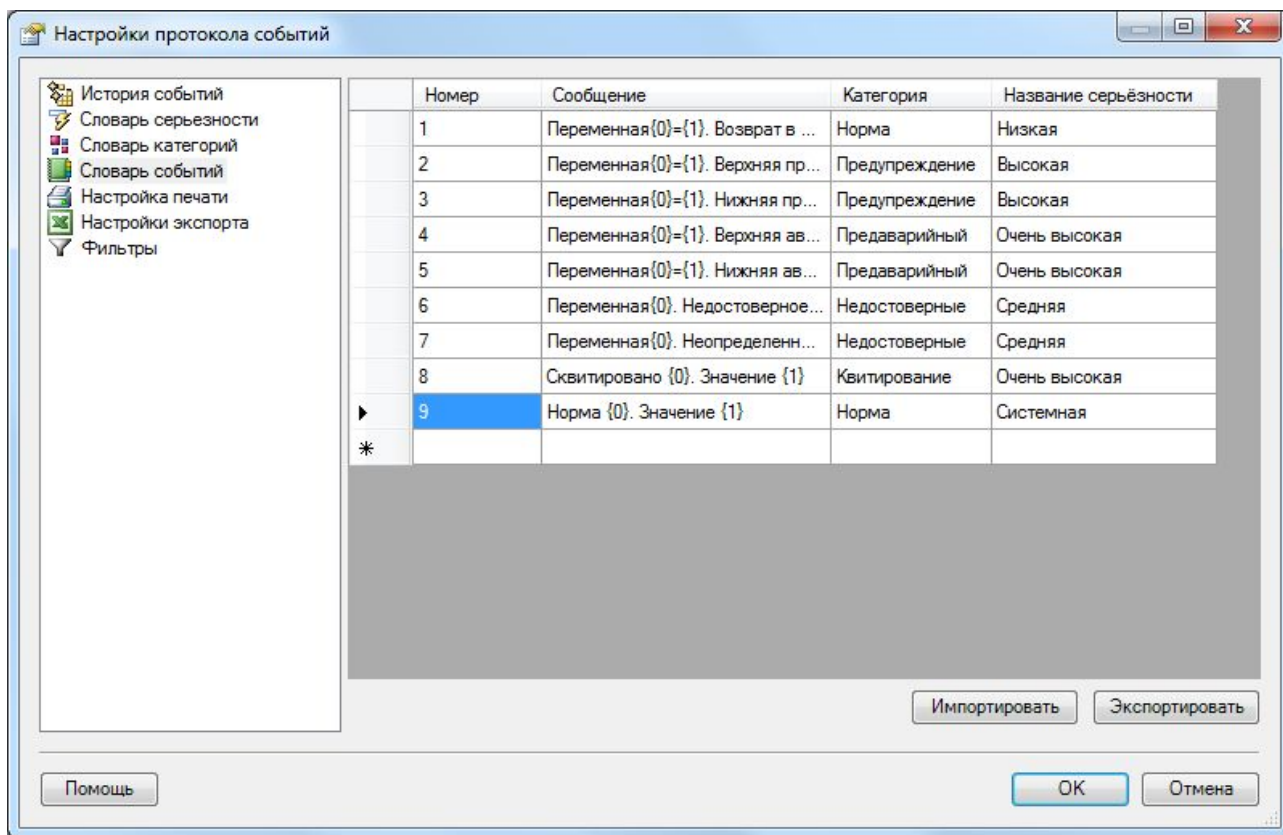 Настройки протокола событий
История событий
Словарь серьезности
Словарь категорий
Словарь событий
Настройка печати
Настройки экспорта
Фильтры
Номер Сообщение Категория Название серьёзности
1 Переменная{0}={1}. Возврат в ... Норма Низкая
2 Переменная{0}={1}. Верхняя пр... Предупреждение Высокая
3 Переменная{0}={1}. Нижняя пр... Предупреждение Высокая
4 Переменная{0}={1}. Верхняя ав... Предаварийный Очень высокая
5 Переменная{0}={1}. Нижняя ав... Предаварийный Очень высокая
6 Переменная{0}. Недостоверное... Недостоверные Средняя
7 Переменная{0}. Неопределенн... Недостоверные Средняя
8 Сквитировано {0}. Значение {1} Квитирование Очень высокая
9 Норма {0}. Значение {1} Норма Системная
Импортировать Экспортировать
Помощь OK Отмена